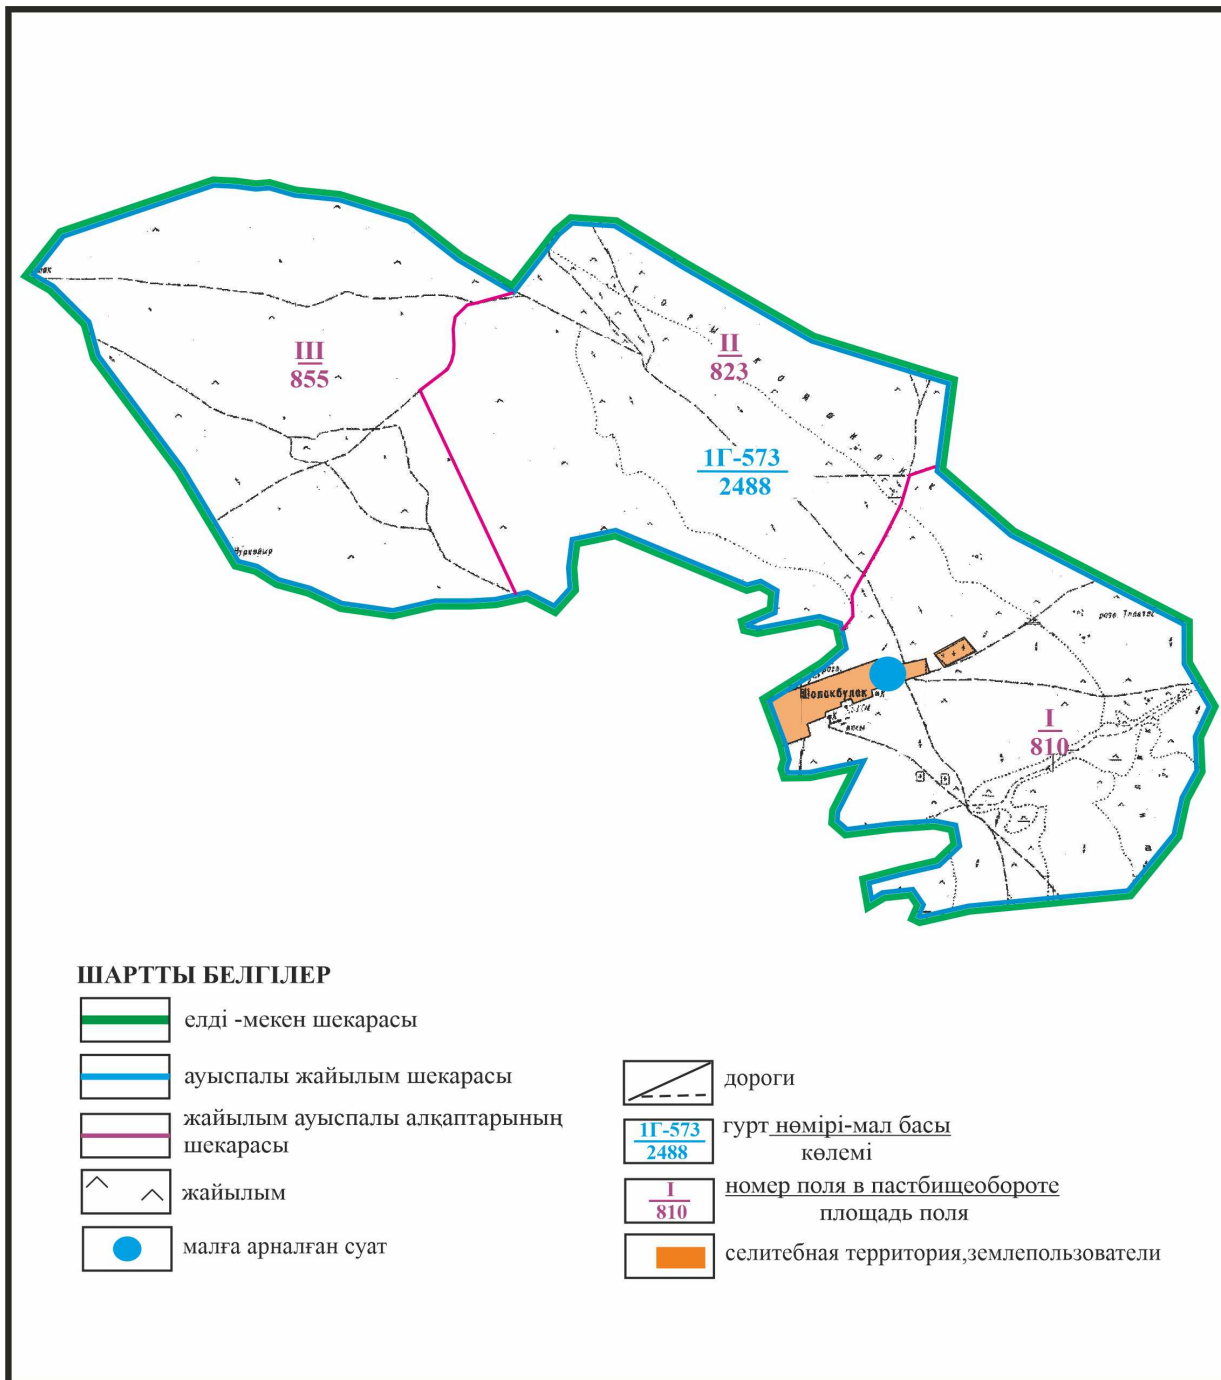 III
855
II
823
1Г-573
2488
Шолакбулак
I
810
ШАРТТЫ БЕЛГІЛЕР
елді -мекен шекарасы
ауыспалы жайылым шекарасы
жайылым ауыспалы алқаптарының
шекарасы
жайылым
малға арналған суат
дороги
1Г-573
2488
гурт нөмірі-мал басы
көлемі
I
810
номер поля в пастбищеобороте
площадь поля
селитебная территория,землепользователи